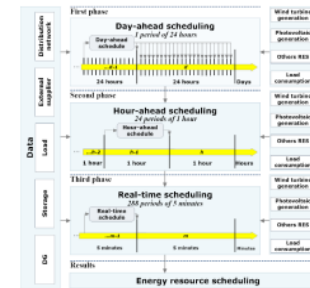 First phase
Day-ahead scheduling
1 period of 24 hours
Day-ahead
schedule
24 hours
24 hours
Days
Second phase
Hour-ahead scheduling
24 periods of 1 hour
Hour-ahead
schedule
1 hour
1 hour
1 hour
Hours
Third phase
Real-time scheduling
288 periods of 5 minutes
Real-time
schedule
5 minutes
5 minutes
Minutes
Results
Energy resource scheduling
Data
Distribution
network
External
supplier
Load
Storage
DG
Wind turbine
generation
Photovoltaic
generation
Others RES
Load
consumption
Wind turbine
generation
Photovoltaic
generation
Others RES
Load
consumption
Wind turbine
generation
Photovoltaic
generation
Others RES
Load
consumption